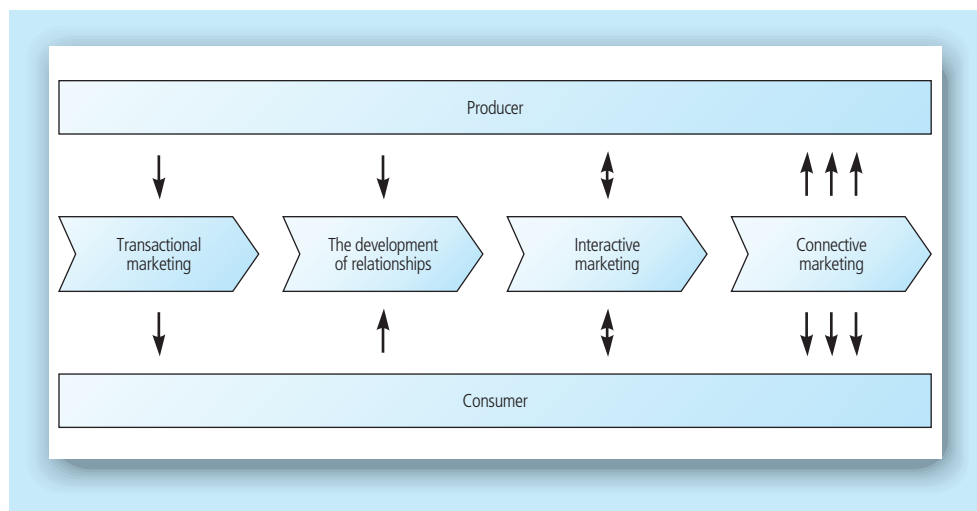 Producer
Transactional
marketing
The development
of relationships
Interactive
marketing
Connective
marketing
Consumer